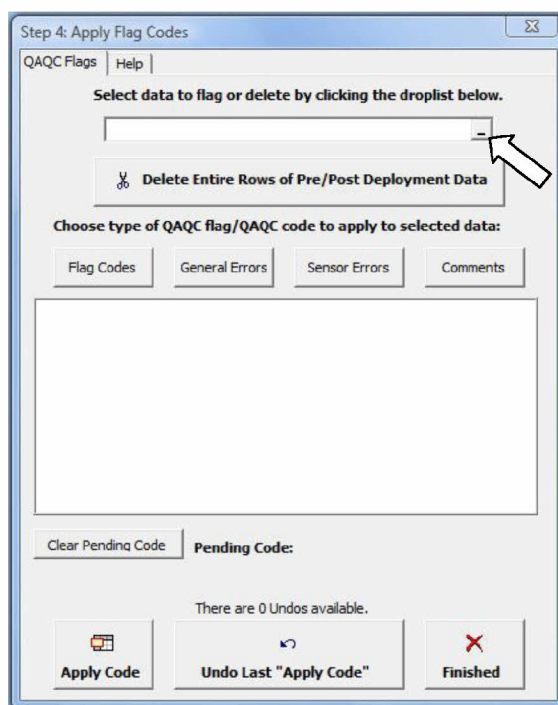 Step 4: Apply Flag Codes
QAQC Flags Help
Select data to flag or delete by clicking the droplist below.
Delete Entire Rows of Pre/Post Deployment Data
Choose type of QAQC flag/QAQC code to apply to selected data:
Flag Codes General Errors Sensor Errors Comments
Clear Pending Code Pending Code:
There are 0 Undos available.
Apply Code Undo Last "Apply Code" Finished